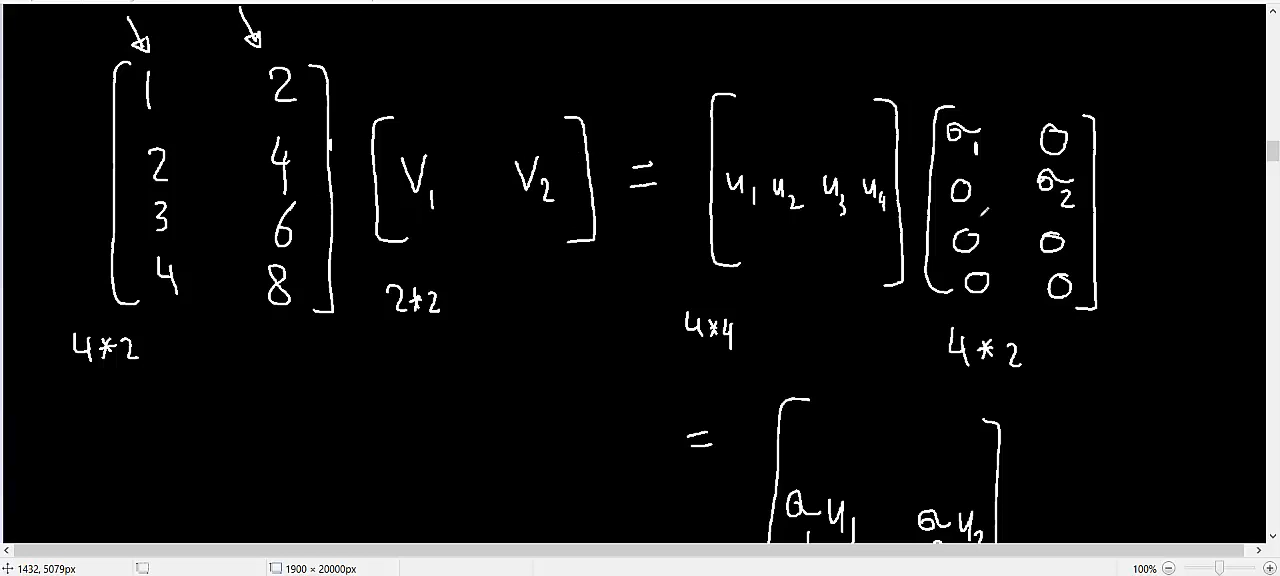 1 2
2 4
3 6
4 8
4*2
V₁ V₂
2*2
=
u₁ u₂ u₃ u₄
4*4
σ₁ 0
0 σ₂
0 0
0 0
4*2
=
σ₁u₁ σ₂u₂
1432, 5079px 1900 × 20000px 100%